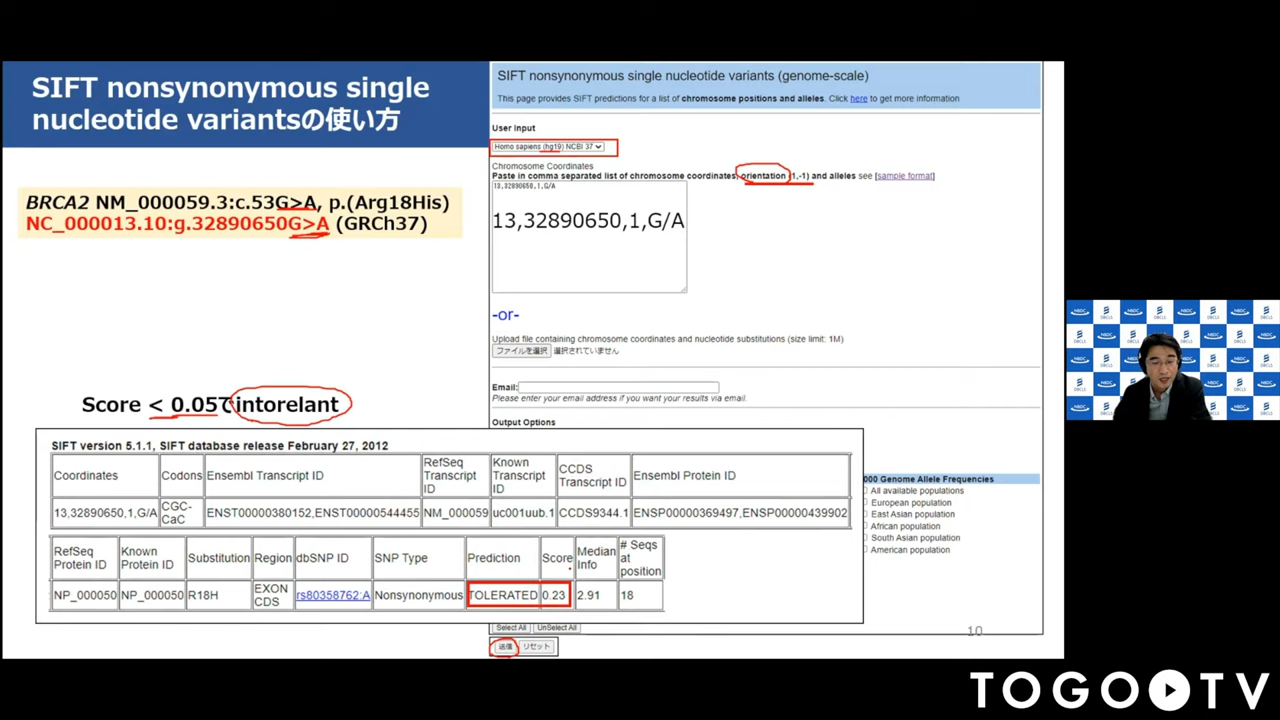 SIFT nonsynonymous single
nucleotide variantsの使い方
BRCA2 NM_000059.3:c.53G>A, p.(Arg18His)
NC_000013.10:g.32890650G>A (GRCh37)
SIFT nonsynonymous single nucleotide variants (genome-scale)
This page provides SIFT predictions for a list of chromosome positions and alleles. Click here to get more information
User Input
Homo sapiens (hg19) NCBI 37
Chromosome Coordinates
Paste in comma separated list of chromosome coordinates, orientation (1,-1) and alleles see [sample format]
13,32890650,1,G/A
13,32890650,1,G/A
-or-
Upload file containing chromosome coordinates and nucleotide substitutions (size limit: 1M)
ファイルを選択 選択されていません
Email:
Please enter your email address if you want your results via email.
Output Options
Score < 0.05で intorelant
SIFT version 5.1.1, SIFT database release February 27, 2012
Coordinates Codons Ensembl Transcript ID RefSeq Transcript ID Known Transcript ID CCDS Transcript ID Ensembl Protein ID
13,32890650,1,G/A CGC-CaC ENST00000380152,ENST00000544455 NM_000059 uc001uub.1 CCDS9344.1 ENSP00000369497,ENSP00000439902
RefSeq Protein ID Known Protein ID Substitution Region dbSNP ID SNP Type Prediction Score Median Info # Seqs at position
NP_000050 NP_000050 R18H EXON CDS rs80358762:A Nonsynonymous TOLERATED 0.23 2.91 18
000 Genome Allele Frequencies
All available populations
European population
East Asian population
African population
South Asian population
American population
Select All UnSelect All
送信 リセット
10
NBDC DBCLS
TOGO TV